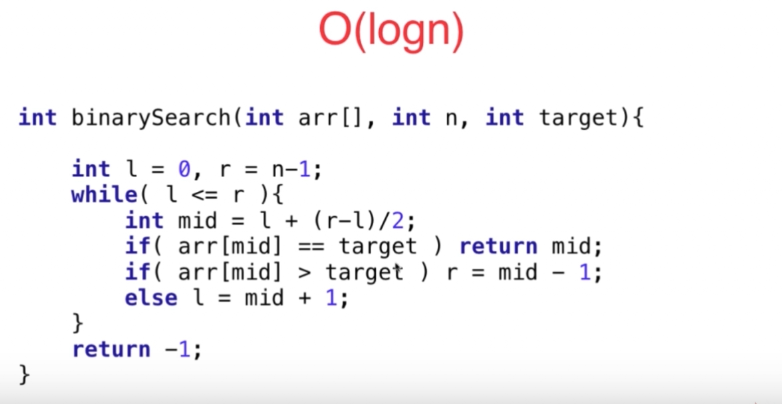 O(logn)
int binarySearch(int arr[], int n, int target){
int l = 0, r = n-1;
while( l <= r ){
int mid = l + (r-l)/2;
if( arr[mid] == target ) return mid;
if( arr[mid] > target ) r = mid - 1;
else l = mid + 1;
}
return -1;
}